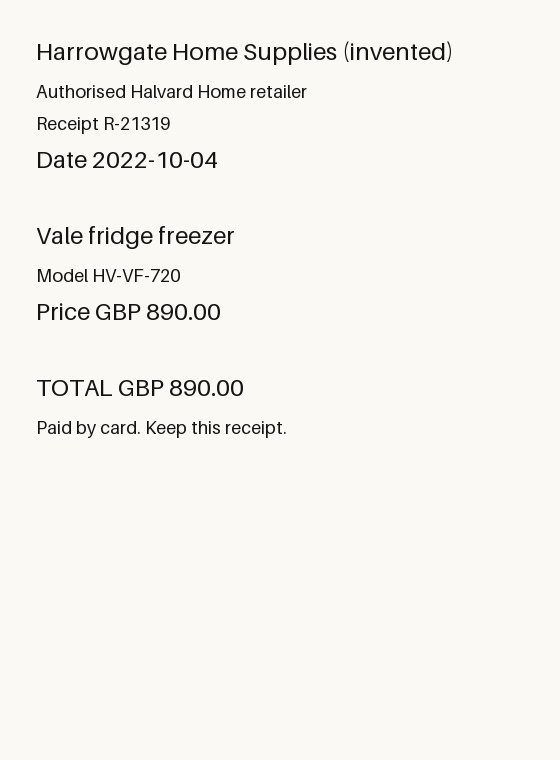 Harrowgate Home Supplies (invented)
Authorised Halvard Home retailer
Receipt R-21319
Date 2022-10-04
Vale fridge freezer
Model HV-VF-720
Price GBP 890.00
TOTAL GBP 890.00
Paid by card. Keep this receipt.